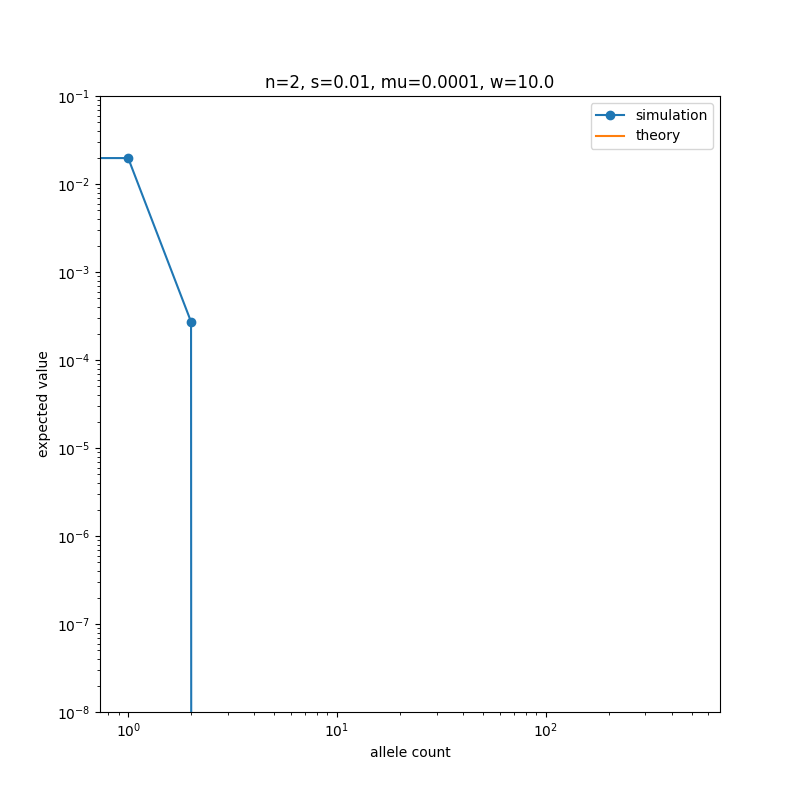 n=2, s=0.01, mu=0.0001, w=10.0
simulation
theory
10⁻¹
10⁻²
10⁻³
10⁻⁴
10⁻⁵
10⁻⁶
10⁻⁷
10⁻⁸
expected value
10⁰ 10¹ 10²
allele count